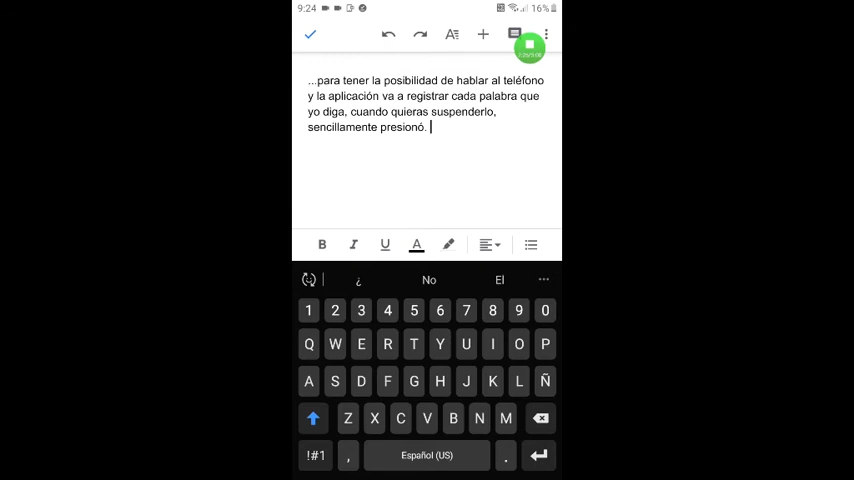 9:24
16%
...para tener la posibilidad de hablar al teléfono
y la aplicación va a registrar cada palabra que
yo diga, cuando quieras suspenderlo,
sencillamente presionó.
B I U A
¿ No El ...
1 2 3 4 5 6 7 8 9 0
Q W E R T Y U I O P
A S D F G H J K L Ñ
Z X C V B N M
!#1 , Español (US) .